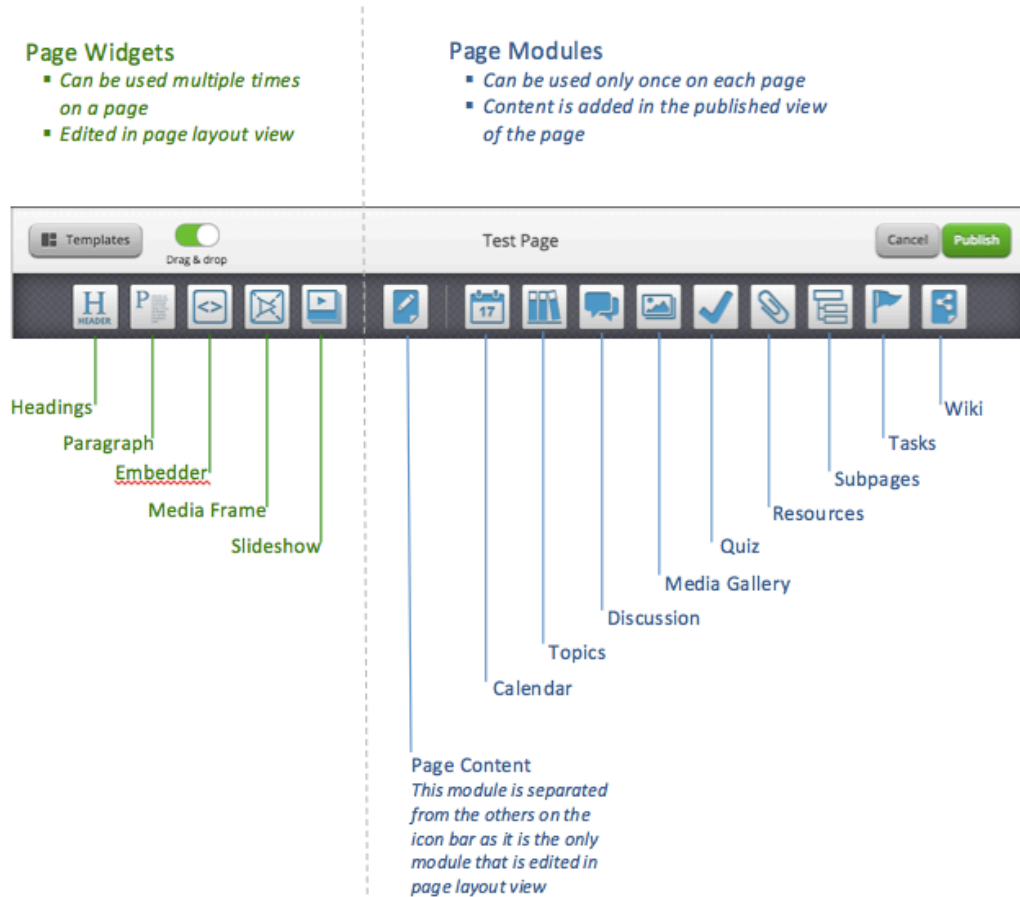 Page Widgets
▪ Can be used multiple times
on a page
▪ Edited in page layout view
Page Modules
▪ Can be used only once on each page
▪ Content is added in the published view
of the page
Templates
Drag & drop
Test Page
Cancel
Publish
H
HEADER
P
<>
17
Headings
Paragraph
Embedder
Media Frame
Slideshow
Wiki
Tasks
Subpages
Resources
Quiz
Media Gallery
Discussion
Topics
Calendar
Page Content
This module is separated
from the others on the
icon bar as it is the only
module that is edited in
page layout view